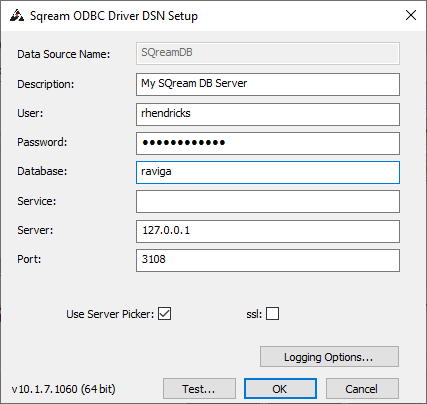 Sqream ODBC Driver DSN Setup
Data Source Name: SQreamDB
Description: My SQream DB Server
User: rhendricks
Password: ●●●●●●●●●●●●
Database: raviga
Service:
Server: 127.0.0.1
Port: 3108
Use Server Picker: ssl:
Logging Options...
v10.1.7.1060 (64 bit) Test... OK Cancel